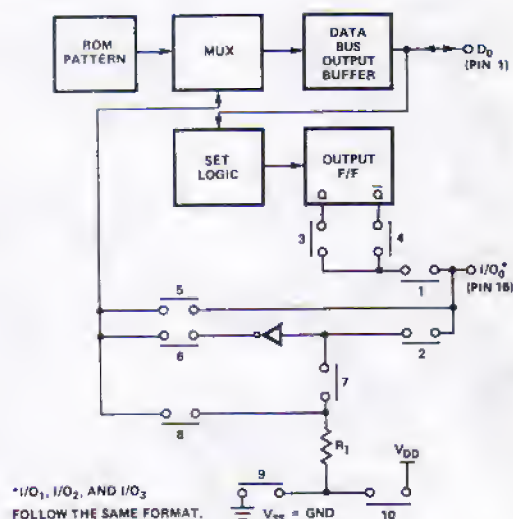 ROM
PATTERN
MUX
DATA
BUS
OUTPUT
BUFFER
D0
(PIN 1)
SET
LOGIC
OUTPUT
F/F
Q
Q̅
3
4
1
I/O0*
(PIN 16)
5
6
2
7
8
R1
9
VDD
*I/O1, I/O2, AND I/O3
FOLLOW THE SAME FORMAT.
VSS = GND
10